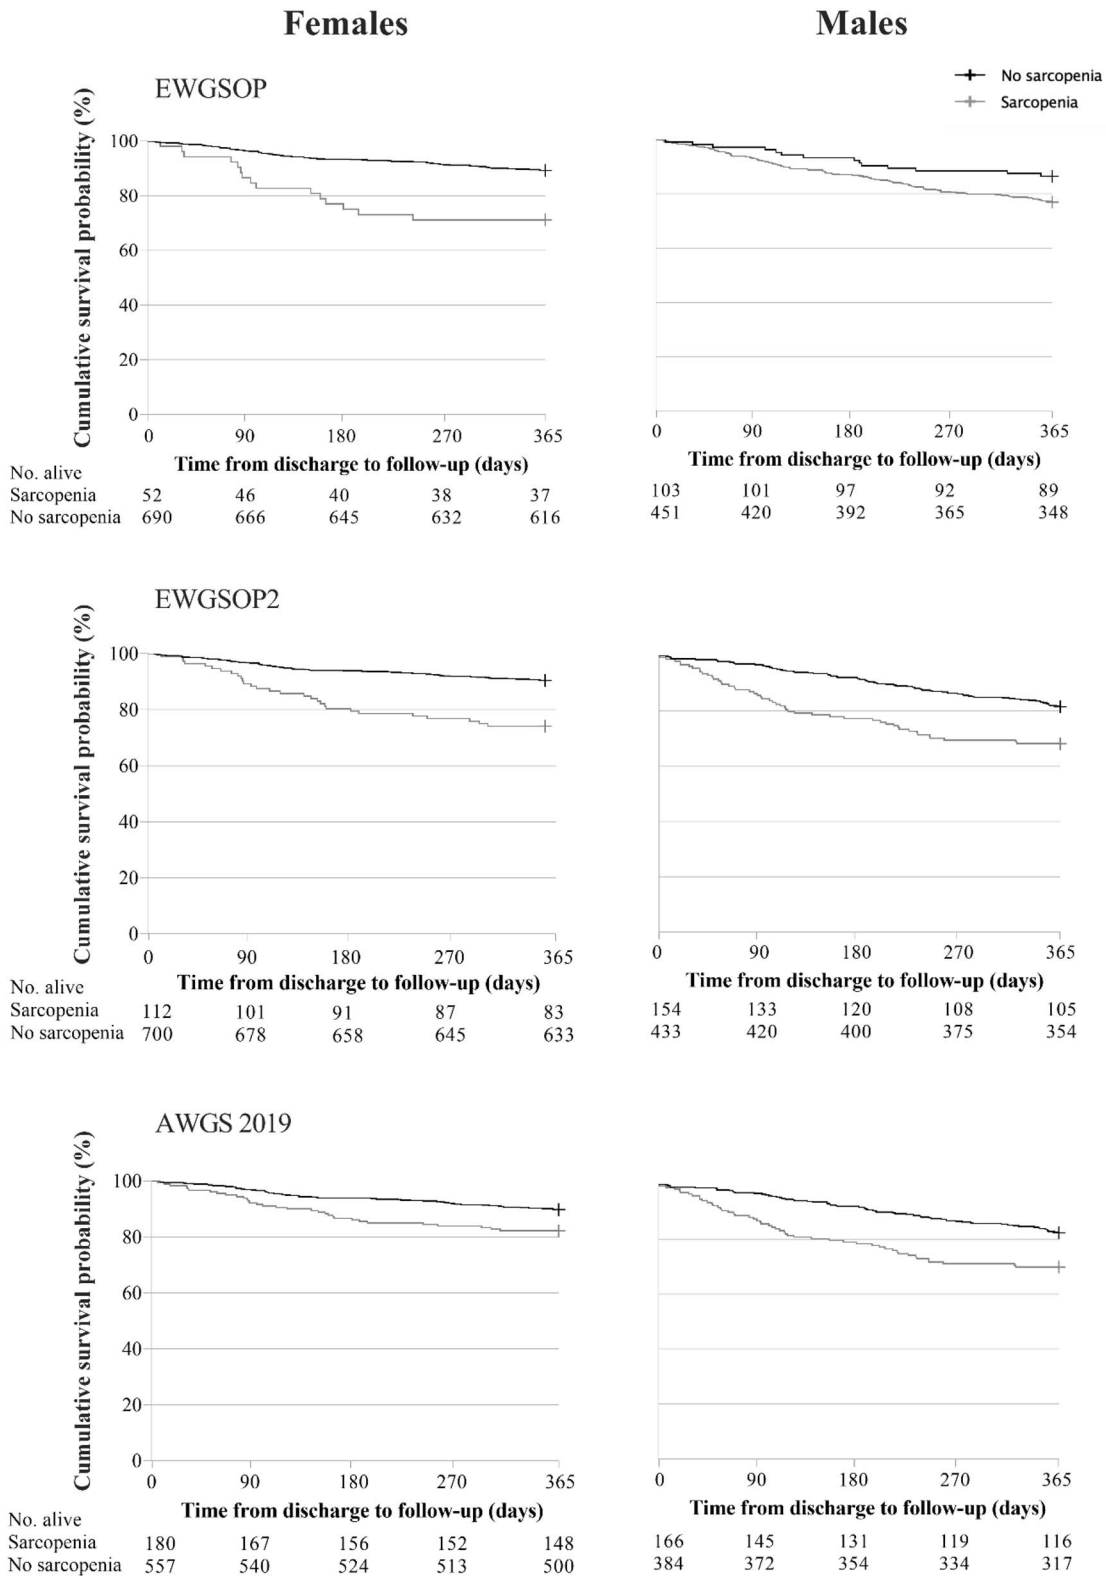 Females Males
No sarcopenia
Sarcopenia
EWGSOP
Cumulative survival probability (%)
100
80
60
40
20
0
0 90 180 270 365 0 90 180 270 365
Time from discharge to follow-up (days) Time from discharge to follow-up (days)
No. alive
Sarcopenia 52 46 40 38 37 103 101 97 92 89
No sarcopenia 690 666 645 632 616 451 420 392 365 348
EWGSOP2
Cumulative survival probability (%)
100
80
60
40
20
0
0 90 180 270 365 0 90 180 270 365
Time from discharge to follow-up (days) Time from discharge to follow-up (days)
No. alive
Sarcopenia 112 101 91 87 83 154 133 120 108 105
No sarcopenia 700 678 658 645 633 433 420 400 375 354
AWGS 2019
Cumulative survival probability (%)
100
80
60
40
20
0
0 90 180 270 365 0 90 180 270 365
Time from discharge to follow-up (days) Time from discharge to follow-up (days)
No. alive
Sarcopenia 180 167 156 152 148 166 145 131 119 116
No sarcopenia 557 540 524 513 500 384 372 354 334 317